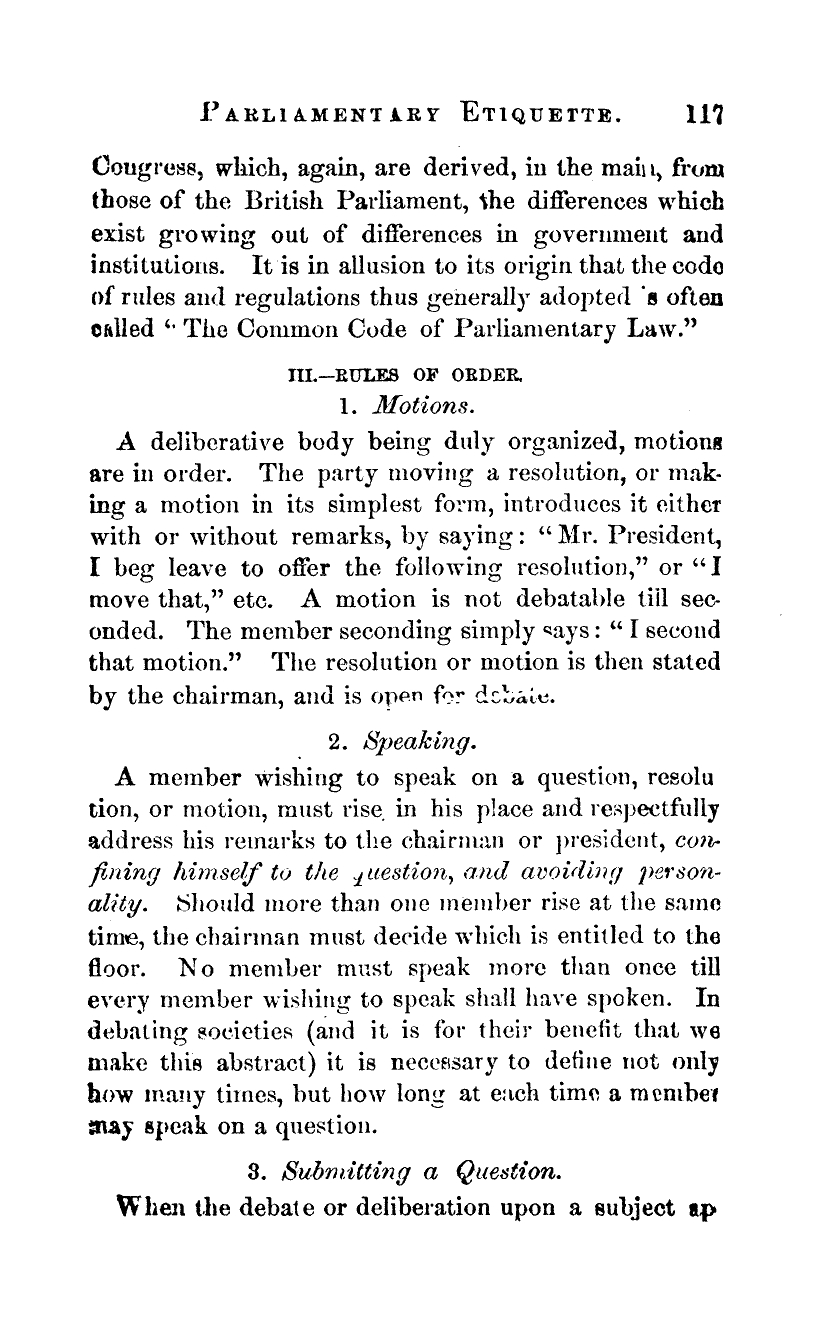 PARLIAMENTARY ETIQUETTE. 117
Congress, which, again, are derived, in the main, from
those of the British Parliament, the differences which
exist growing out of differences in government and
institutions. It is in allusion to its origin that the code
of rules and regulations thus generally adopted 's often
called “ The Common Code of Parliamentary Law.”
III.—RULES OF ORDER.
1. Motions.
A deliberative body being duly organized, motions
are in order. The party moving a resolution, or mak-
ing a motion in its simplest form, introduces it either
with or without remarks, by saying: “Mr. President,
I beg leave to offer the following resolution,” or “I
move that,” etc. A motion is not debatable till sec-
onded. The member seconding simply says: “I second
that motion.” The resolution or motion is then stated
by the chairman, and is open for debate.
2. Speaking.
A member wishing to speak on a question, resolu
tion, or motion, must rise in his place and respectfully
address his remarks to the chairman or president, con-
fining himself to the question, and avoiding person-
ality. Should more than one member rise at the same
time, the chairman must decide which is entitled to the
floor. No member must speak more than once till
every member wishing to speak shall have spoken. In
debating societies (and it is for their benefit that we
make this abstract) it is necessary to define not only
how many times, but how long at each time a member
may speak on a question.
3. Submitting a Question.
When the debate or deliberation upon a subject ap